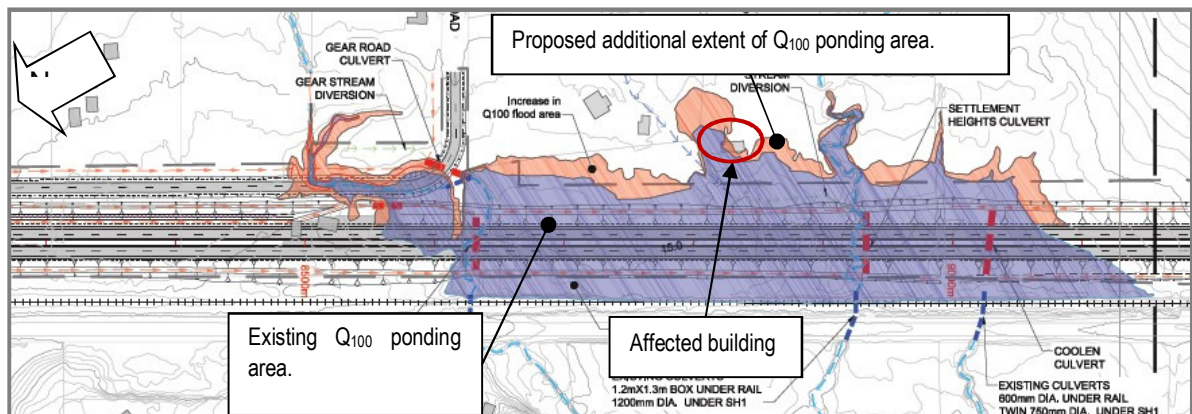 N
GEAR ROAD
CULVERT
GEAR STREAM
DIVERSION
Proposed additional extent of Q100 ponding area.
Increase in
Q100 flood area
STREAM
DIVERSION
SETTLEMENT
HEIGHTS CULVERT
15.0
8500m
Existing Q100 ponding
area.
Affected building
1.2mX1.3m BOX UNDER RAIL
1200mm DIA. UNDER SH1
COOLEN
CULVERT
EXISTING CULVERTS
600mm DIA. UNDER RAIL
TWIN 750mm DIA. UNDER SH1